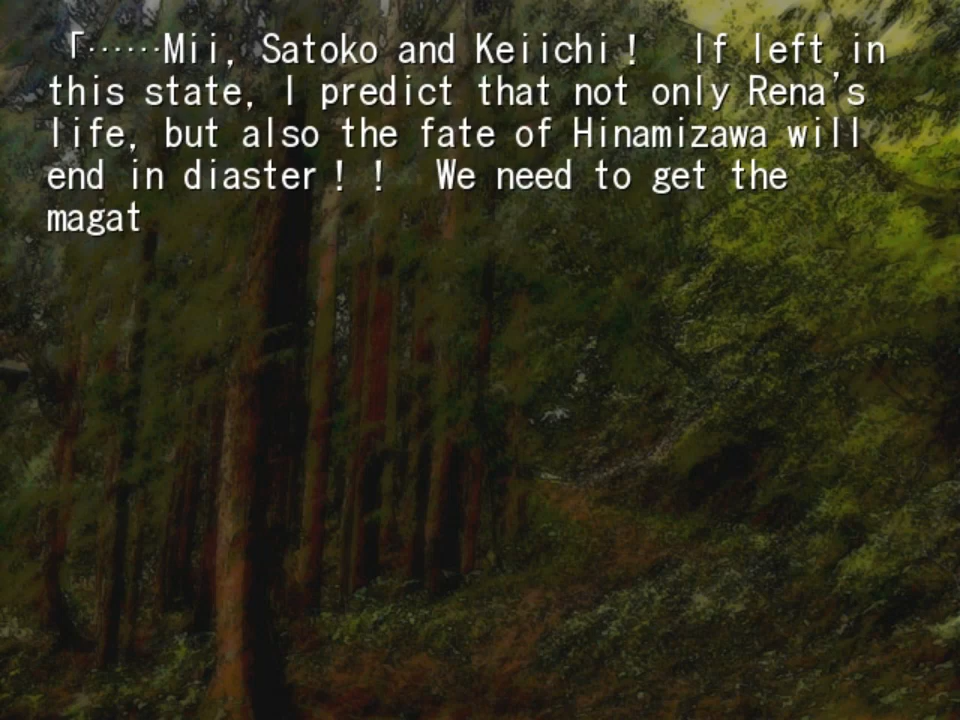 「……Mii, Satoko and Keiichi！　If left in
this state, I predict that not only Rena's
life, but also the fate of Hinamizawa will
end in diaster！！　We need to get the
magat